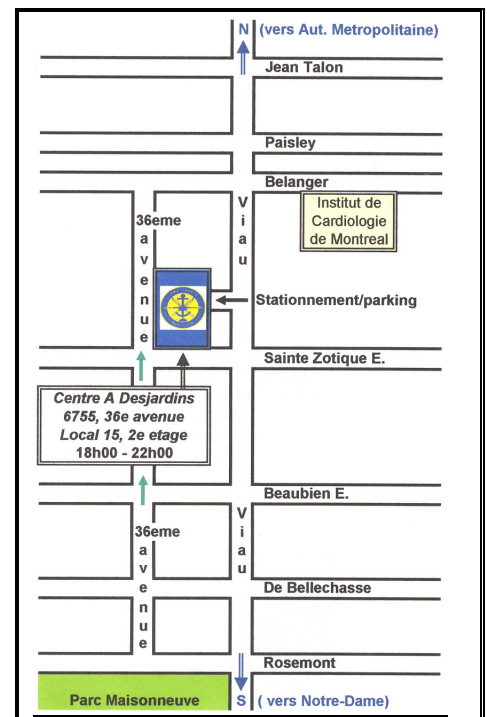 N (vers Aut. Metropolitaine)
Jean Talon
Paisley
Belanger
Viau
Institut de
Cardiologie
de Montreal
36eme
avenue
Stationnement/parking
Sainte Zotique E.
Centre A Desjardins
6755, 36e avenue
Local 15, 2e etage
18h00 - 22h00
Beaubien E.
Viau
36eme
avenue
De Bellechasse
Rosemont
Parc Maisonneuve
S ( vers Notre-Dame)